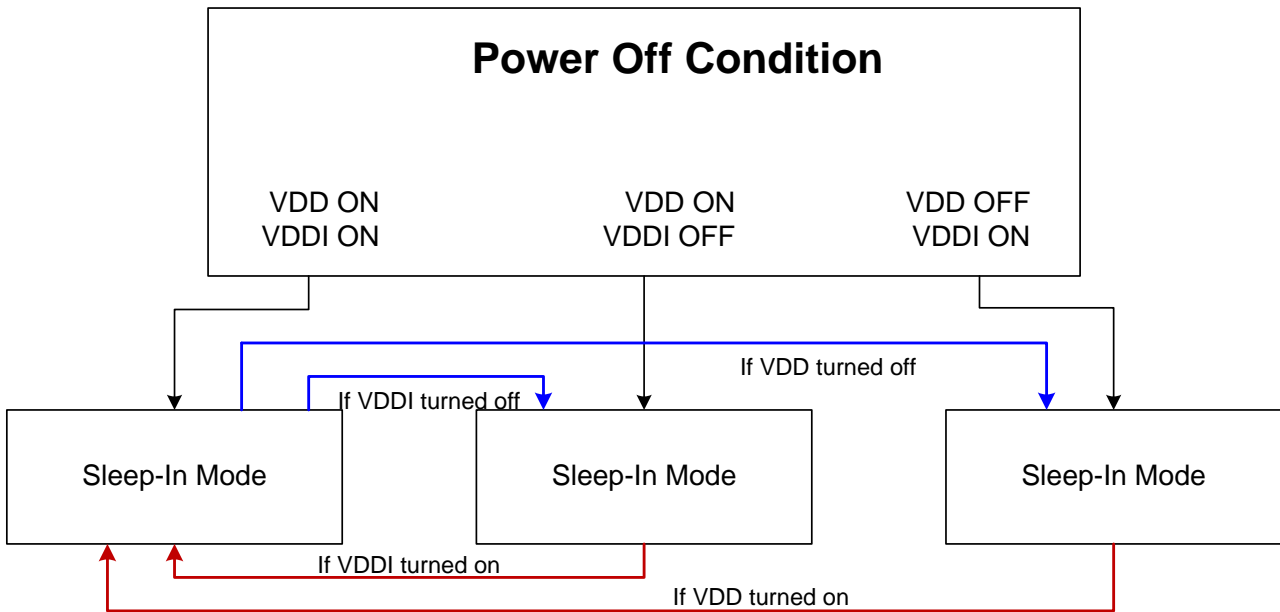 Power Off Condition
VDD ON
VDDI ON
VDD ON
VDDI OFF
VDD OFF
VDDI ON
If VDD turned off
If VDDI turned off
Sleep-In Mode
Sleep-In Mode
Sleep-In Mode
If VDDI turned on
If VDD turned on